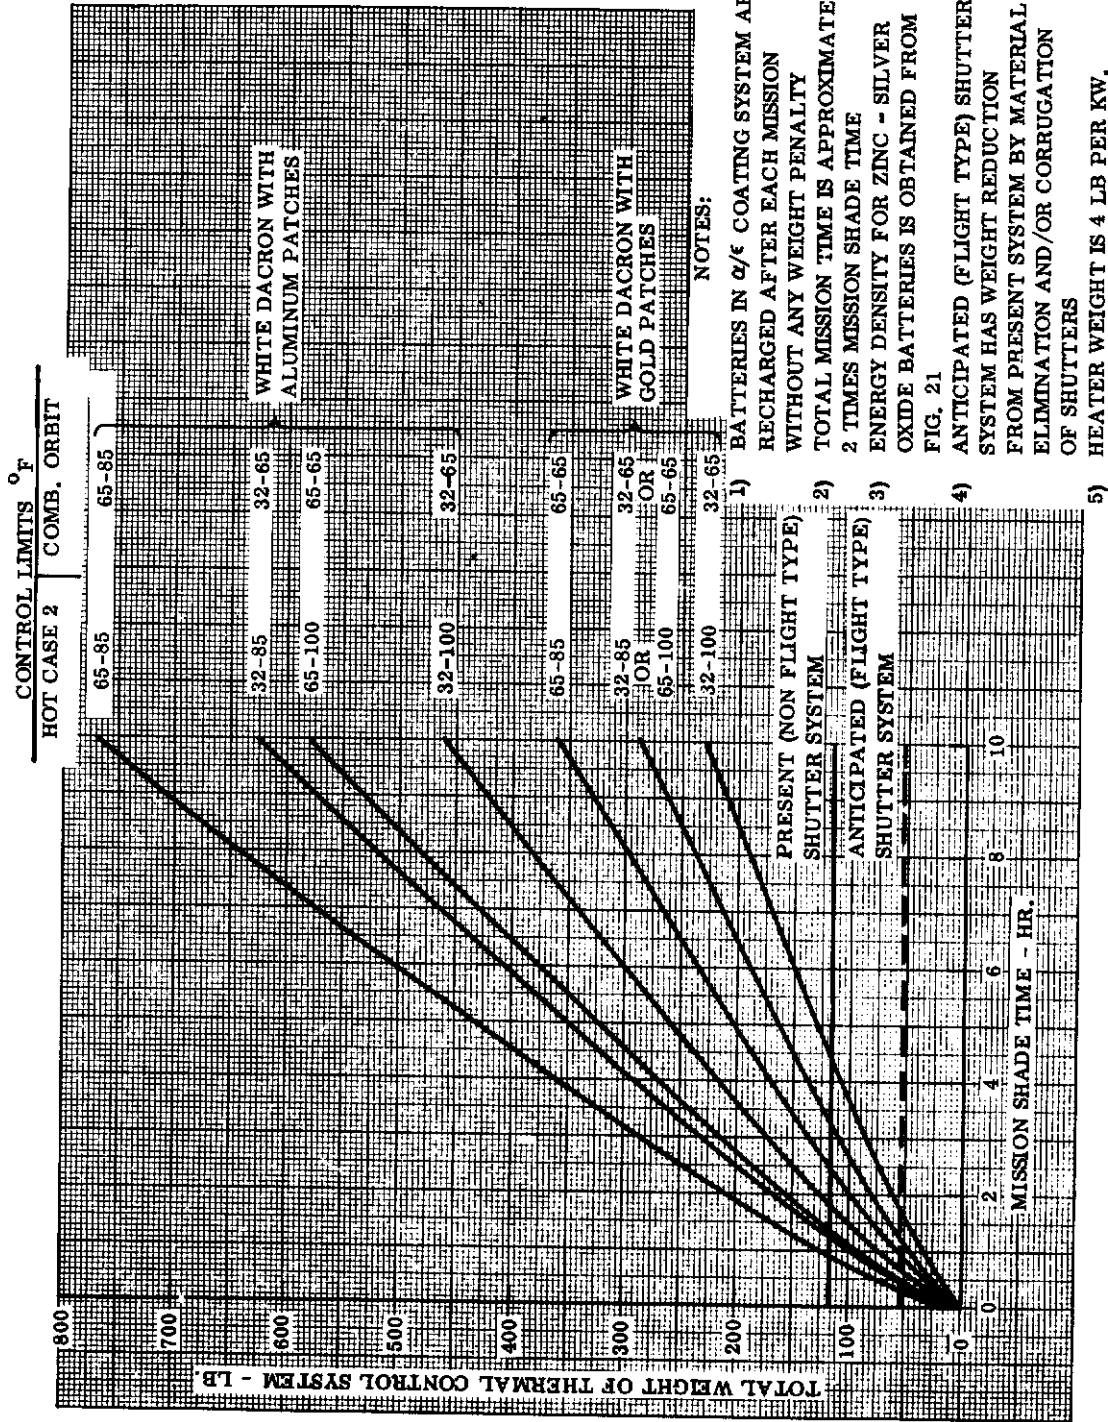 CONTROL LIMITS °F
HOT CASE 2 COMB. ORBIT
65-85 65-85
32-85 32-65
65-100 65-65
32-100 32-65
WHITE DACRON WITH
ALUMINUM PATCHES
65-85 65-65
32-85 32-65
OR OR
65-100 65-65
32-100 32-65
WHITE DACRON WITH
GOLD PATCHES
PRESENT (NON FLIGHT TYPE)
SHUTTER SYSTEM
ANTICIPATED (FLIGHT TYPE)
SHUTTER SYSTEM
TOTAL WEIGHT OF THERMAL CONTROL SYSTEM - LB.
800
700
600
500
400
300
200
100
0
0 2 4 6 8 10
MISSION SHADE TIME - HR.
NOTES:
1) BATTERIES IN α/ϵ COATING SYSTEM
RECHARGED AFTER EACH MISSION
WITHOUT ANY WEIGHT PENALTY
2) TOTAL MISSION TIME IS APPROXIMATE
2 TIMES MISSION SHADE TIME
3) ENERGY DENSITY FOR ZINC - SILVER
OXIDE BATTERIES IS OBTAINED FROM
FIG. 21
4) ANTICIPATED (FLIGHT TYPE) SHUTTER
SYSTEM HAS WEIGHT REDUCTION
FROM PRESENT SYSTEM BY MATERIAL
ELIMINATION AND/OR CORRUGATION
OF SHUTTERS
5) HEATER WEIGHT IS 4 LB PER KW.